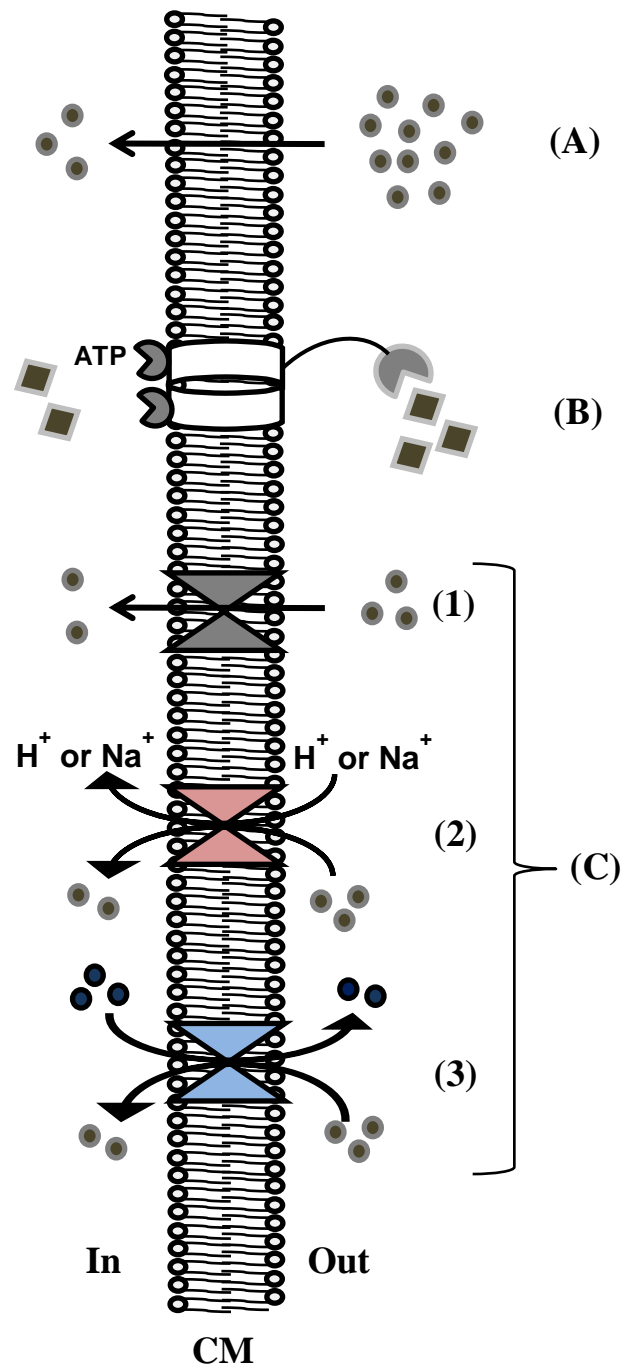 (A)
ATP
(B)
(1)
H⁺ or Na⁺ H⁺ or Na⁺
(2)
(C)
(3)
In Out
CM